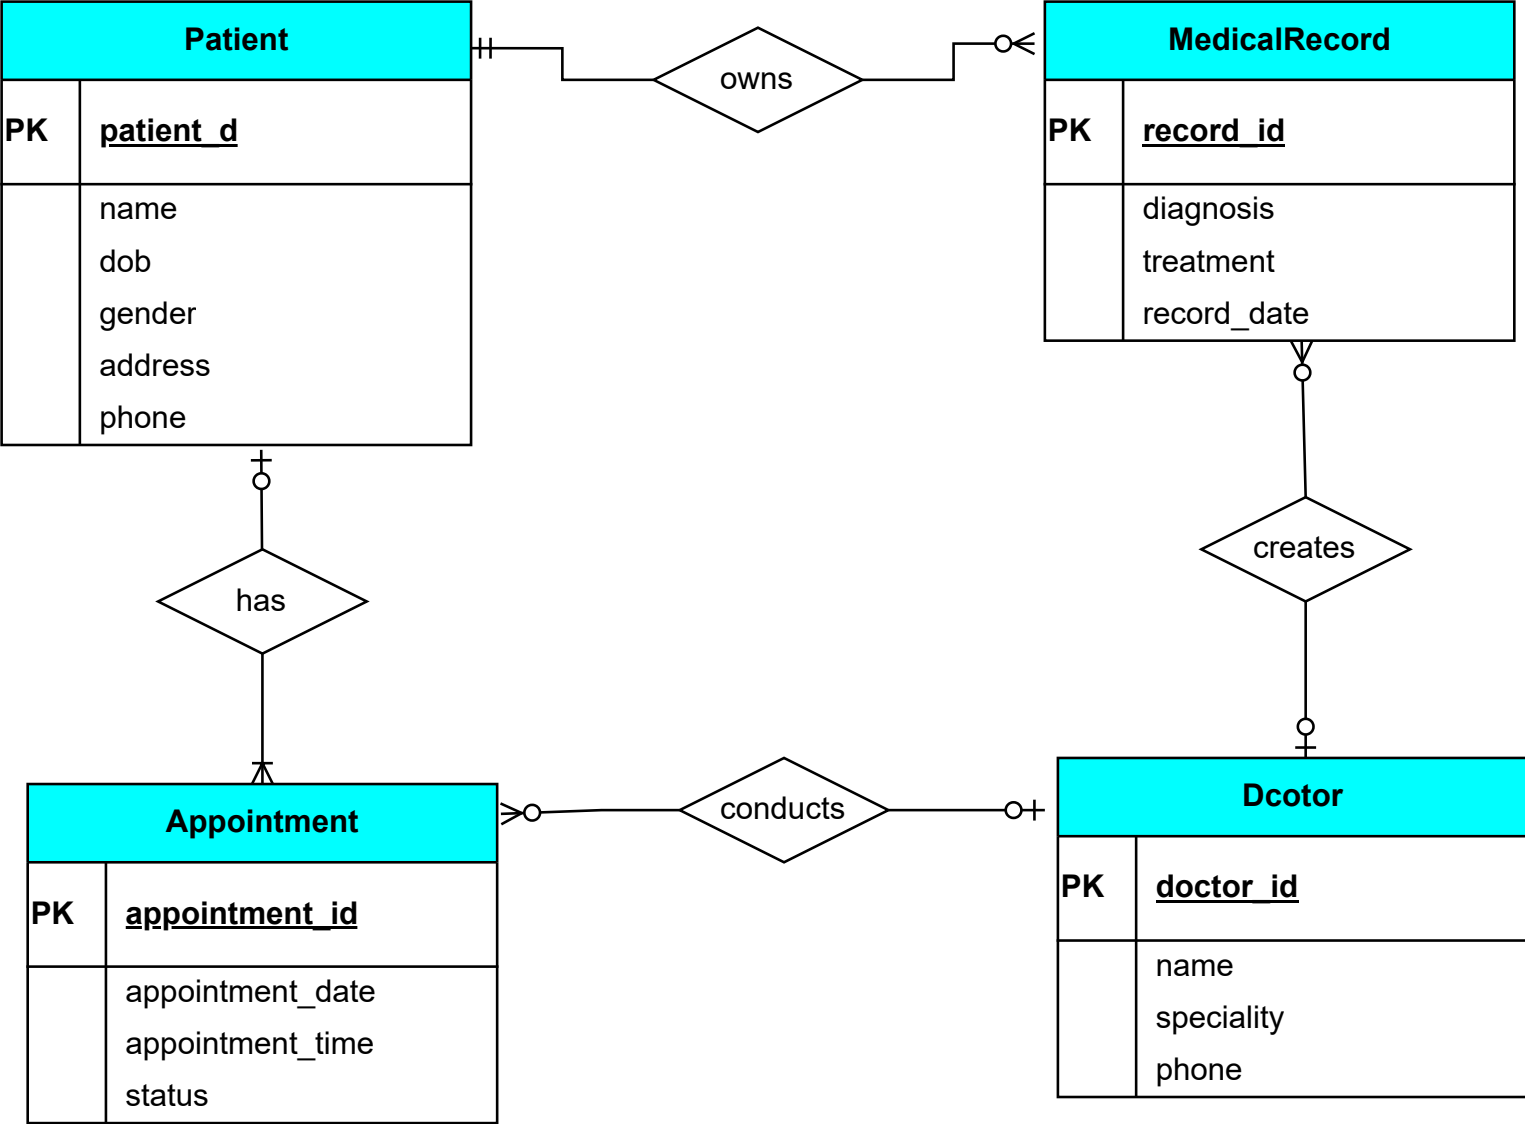 Patient
PK patient_d
name
dob
gender
address
phone
owns
MedicalRecord
PK record_id
diagnosis
treatment
record_date
has
creates
Appointment
PK appointment_id
appointment_date
appointment_time
status
conducts
Dcotor
PK doctor_id
name
speciality
phone